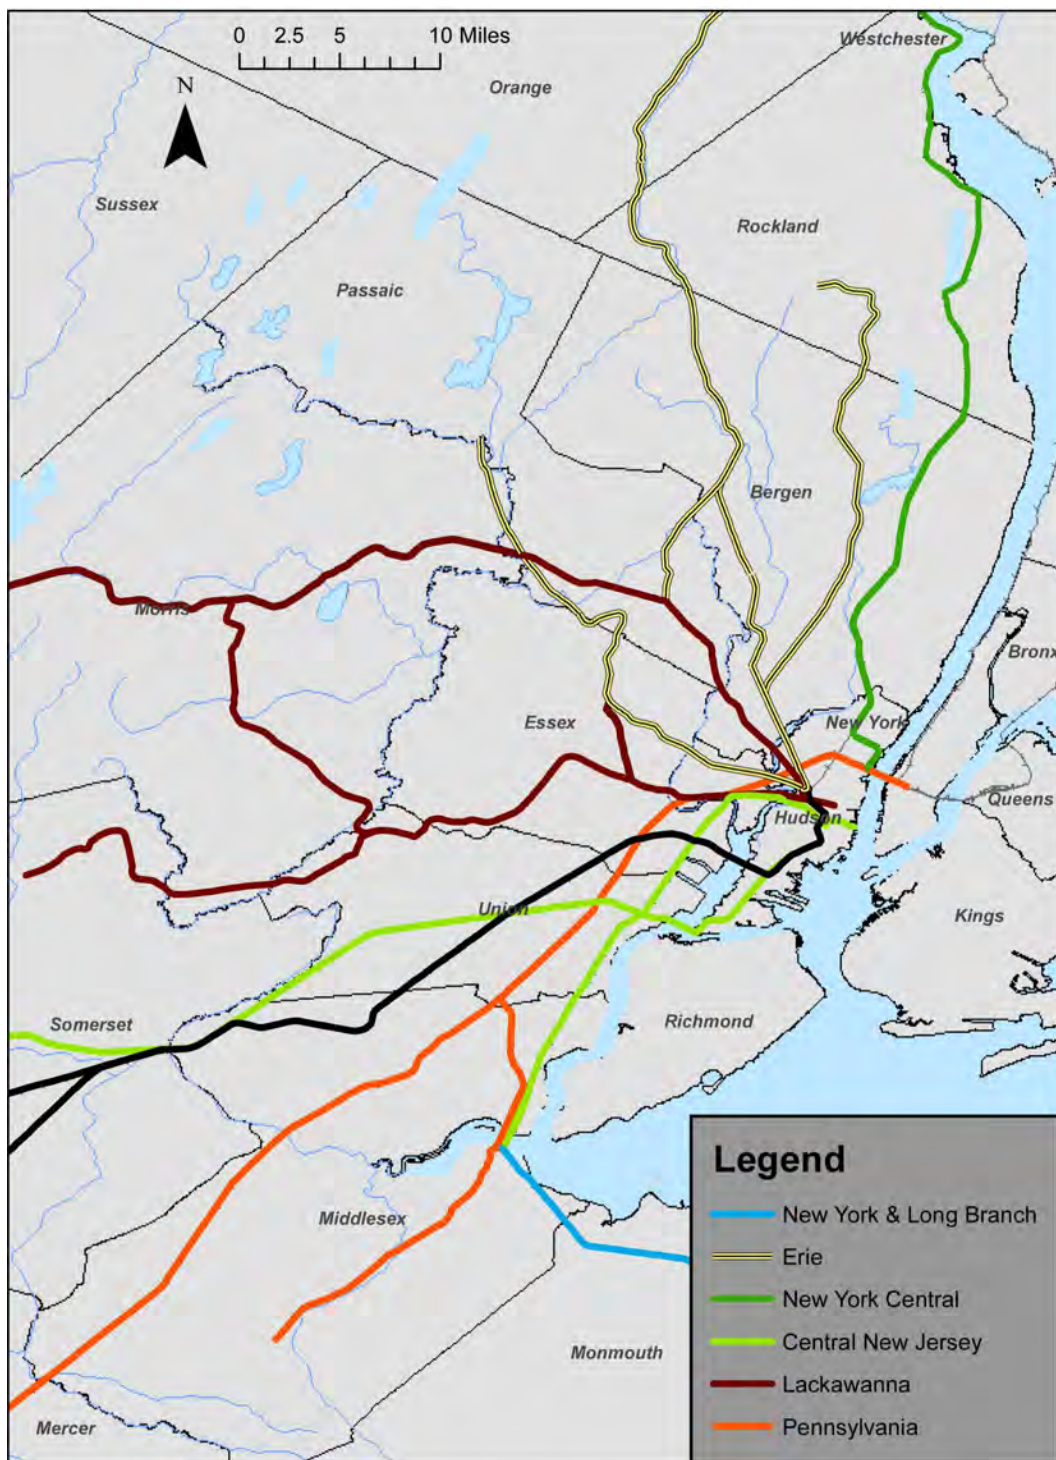 0 2.5 5 10 Miles
Westchester
N
Orange
Sussex
Rockland
Passaic
Bergen
Morris
Bronx
Essex
New York
Queens
Hudson
Union
Kings
Somerset
Richmond
Legend
New York & Long Branch
Middlesex
Erie
New York Central
Central New Jersey
Monmouth
Lackawanna
Mercer
Pennsylvania